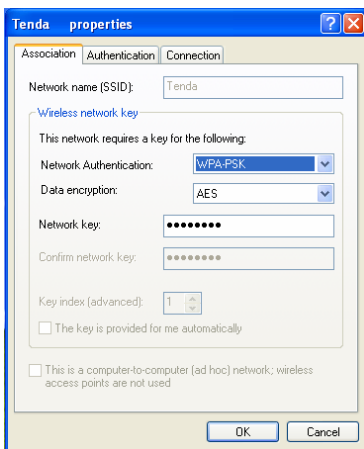 Tenda properties
Association Authentication Connection
Network name (SSID): Tenda
Wireless network key
This network requires a key for the following:
Network Authentication: WPA-PSK
Data encryption: AES
Network key: ••••••••
Confirm network key: ••••••••
Key index (advanced): 1
The key is provided for me automatically
This is a computer-to-computer (ad hoc) network; wireless
access points are not used
OK Cancel